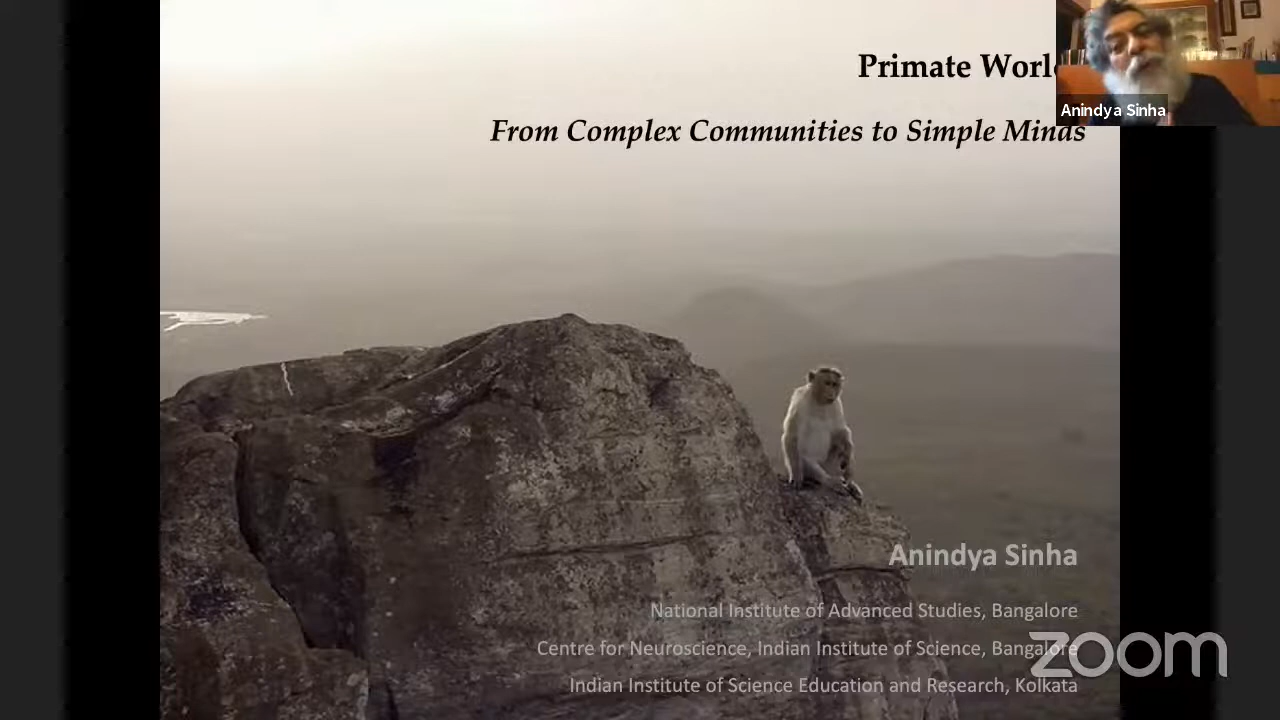 Primate Worl
Anindya Sinha
From Complex Communities to Simple Minds
Anindya Sinha
National Institute of Advanced Studies, Bangalore
Centre for Neuroscience, Indian Institute of Science, Bangalore
Indian Institute of Science Education and Research, Kolkata
zoom